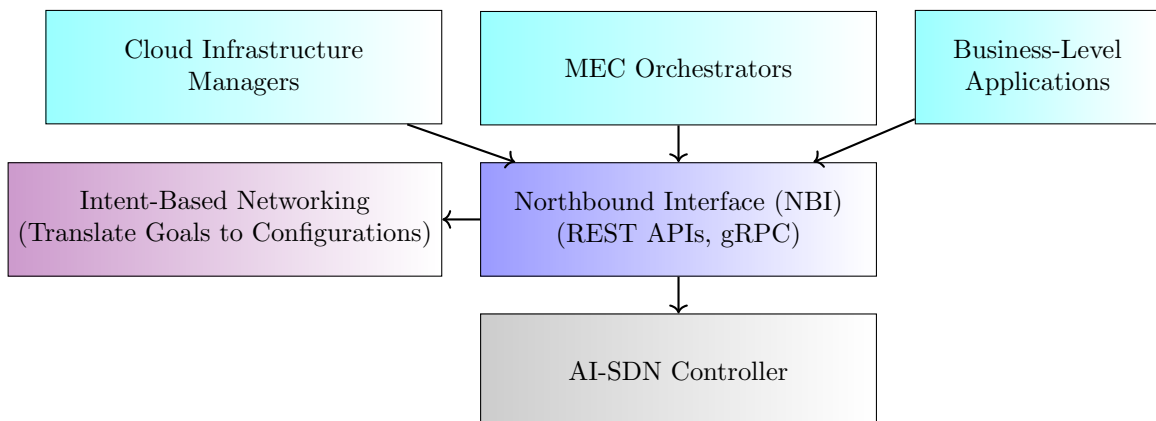 Cloud Infrastructure
Managers
MEC Orchestrators
Business-Level
Applications
Intent-Based Networking
(Translate Goals to Configurations)
Northbound Interface (NBI)
(REST APIs, gRPC)
AI-SDN Controller